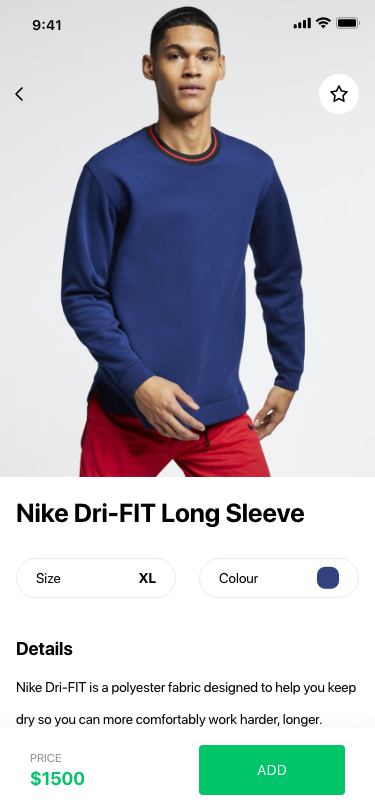 9:41
Nike Dri-FIT Long Sleeve
Size XL Colour
Details
Nike Dri-FIT is a polyester fabric designed to help you keep
dry so you can more comfortably work harder, longer.
PRICE
$1500
ADD